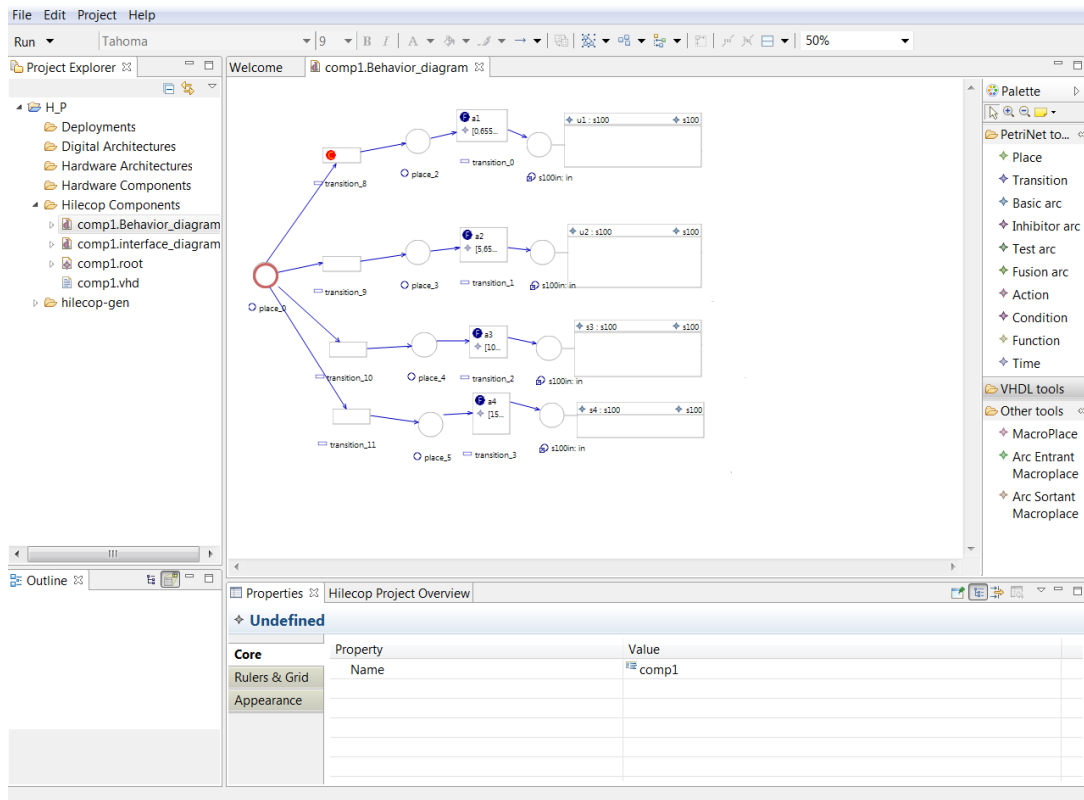 File Edit Project Help
Run Tahoma 9 B I A 50%
Project Explorer
H_P
Deployments
Digital Architectures
Hardware Architectures
Hardware Components
Hilecop Components
comp1.Behavior_diagram
comp1.interface_diagram
comp1.root
comp1.vhd
hilecop-gen
Outline
Welcome comp1.Behavior_diagram
a1
[0,655...
u1 : s100 s100
transition_8
place_2
transition_0
s100in: in
a2
[5,65...
u2 : s100 s100
transition_9
place_3
transition_1
s100in: in
place_0
a3
[10...
s3 : s100 s100
transition_10
place_4
transition_2
s100in: in
a4
[15...
s4 : s100 s100
transition_11
place_5
transition_3
s100in: in
Palette
PetriNet to...
Place
Transition
Basic arc
Inhibitor arc
Test arc
Fusion arc
Action
Condition
Function
Time
VHDL tools
Other tools
MacroPlace
Arc Entrant
Macroplace
Arc Sortant
Macroplace
Properties Hilecop Project Overview
Undefined
Core
Rulers & Grid
Appearance
Property Value
Name comp1